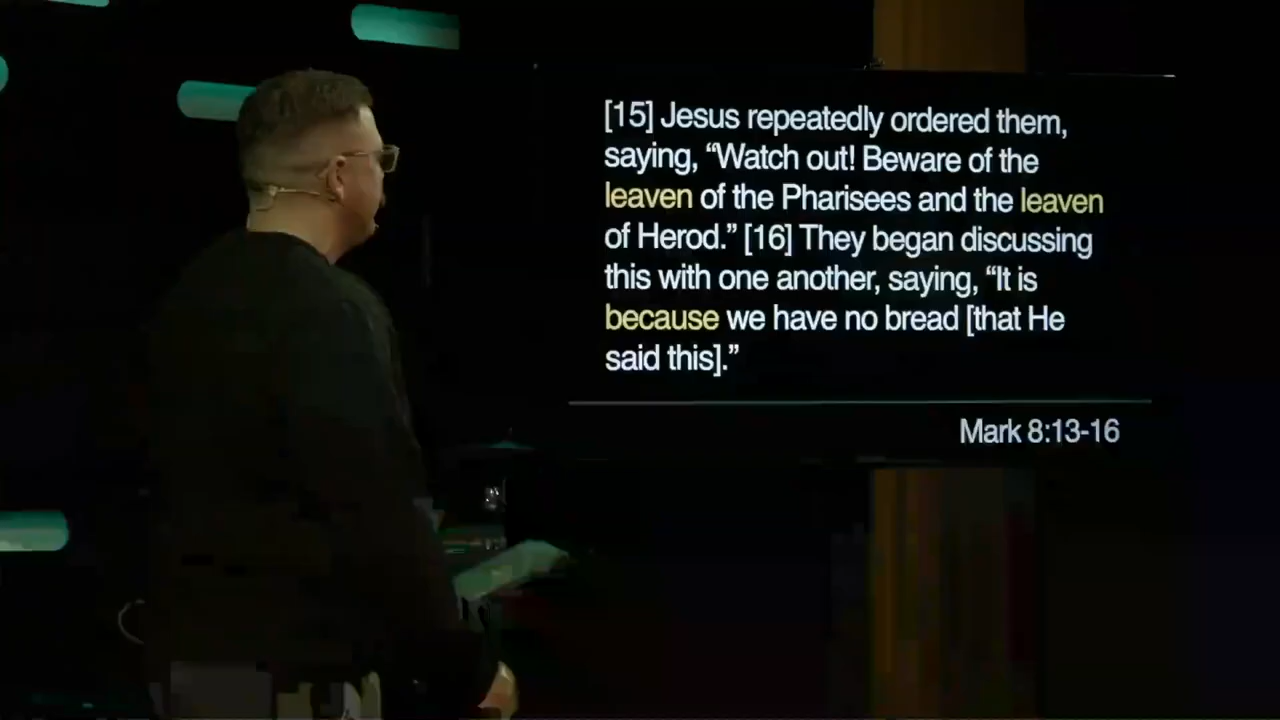 [15] Jesus repeatedly ordered them,
saying, “Watch out! Beware of the
leaven of the Pharisees and the leaven
of Herod.” [16] They began discussing
this with one another, saying, “It is
because we have no bread [that He
said this].”
Mark 8:13-16